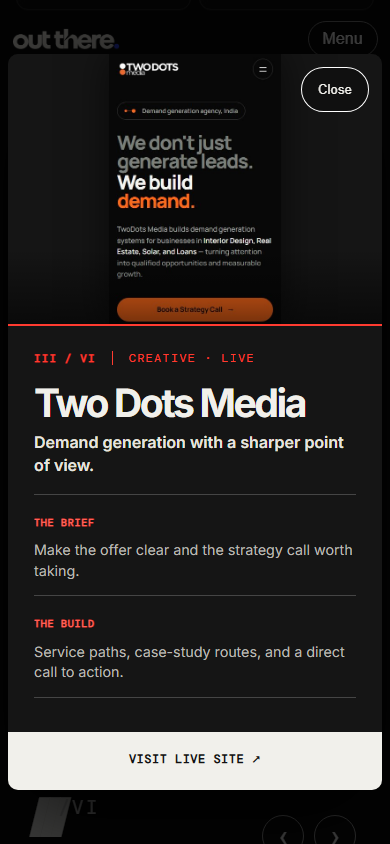 out there.
Menu
TWO DOTS
media
Close
Demand generation agency, India
We don't just
generate leads.
We build
demand.
TwoDots Media builds demand generation
systems for businesses in Interior Design, Real
Estate, Solar, and Loans — turning attention
into qualified opportunities and measurable
growth.
Book a Strategy Call →
III / VI | CREATIVE · LIVE
Two Dots Media
Demand generation with a sharper point
of view.
THE BRIEF
Make the offer clear and the strategy call worth
taking.
THE BUILD
Service paths, case-study routes, and a direct
call to action.
VISIT LIVE SITE ↗
VI